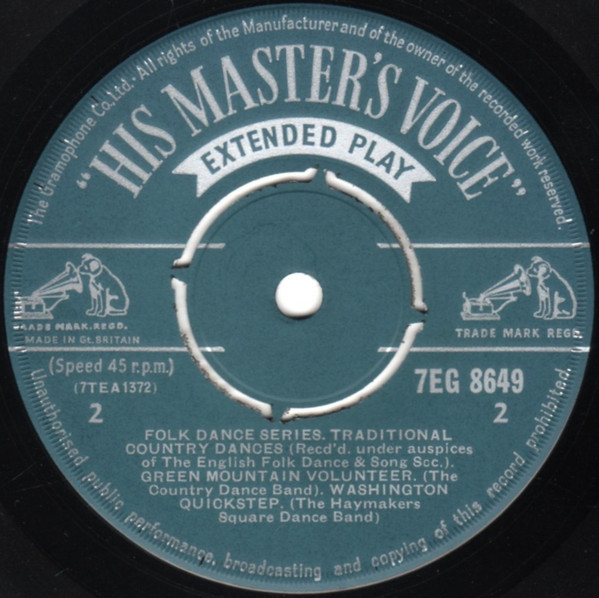 The Gramophone Co. Ltd. - All rights of the Manufacturer and of the owner of the recorded work reserved.
"HIS MASTER'S VOICE"
EXTENDED PLAY
TRADE MARK. REGD.
MADE IN Gt. BRITAIN
TRADE MARK REGD.
(Speed 45 r.p.m.)
(7TEA1372)
2
7EG 8649
2
FOLK DANCE SERIES. TRADITIONAL
COUNTRY DANCES (Recd'd. under auspices
of The English Folk Dance & Song Scc.).
GREEN MOUNTAIN VOLUNTEER. (The
Country Dance Band). WASHINGTON
QUICKSTEP. (The Haymakers
Square Dance Band)
Unauthorised public performance, broadcasting and copying of this record prohibited.